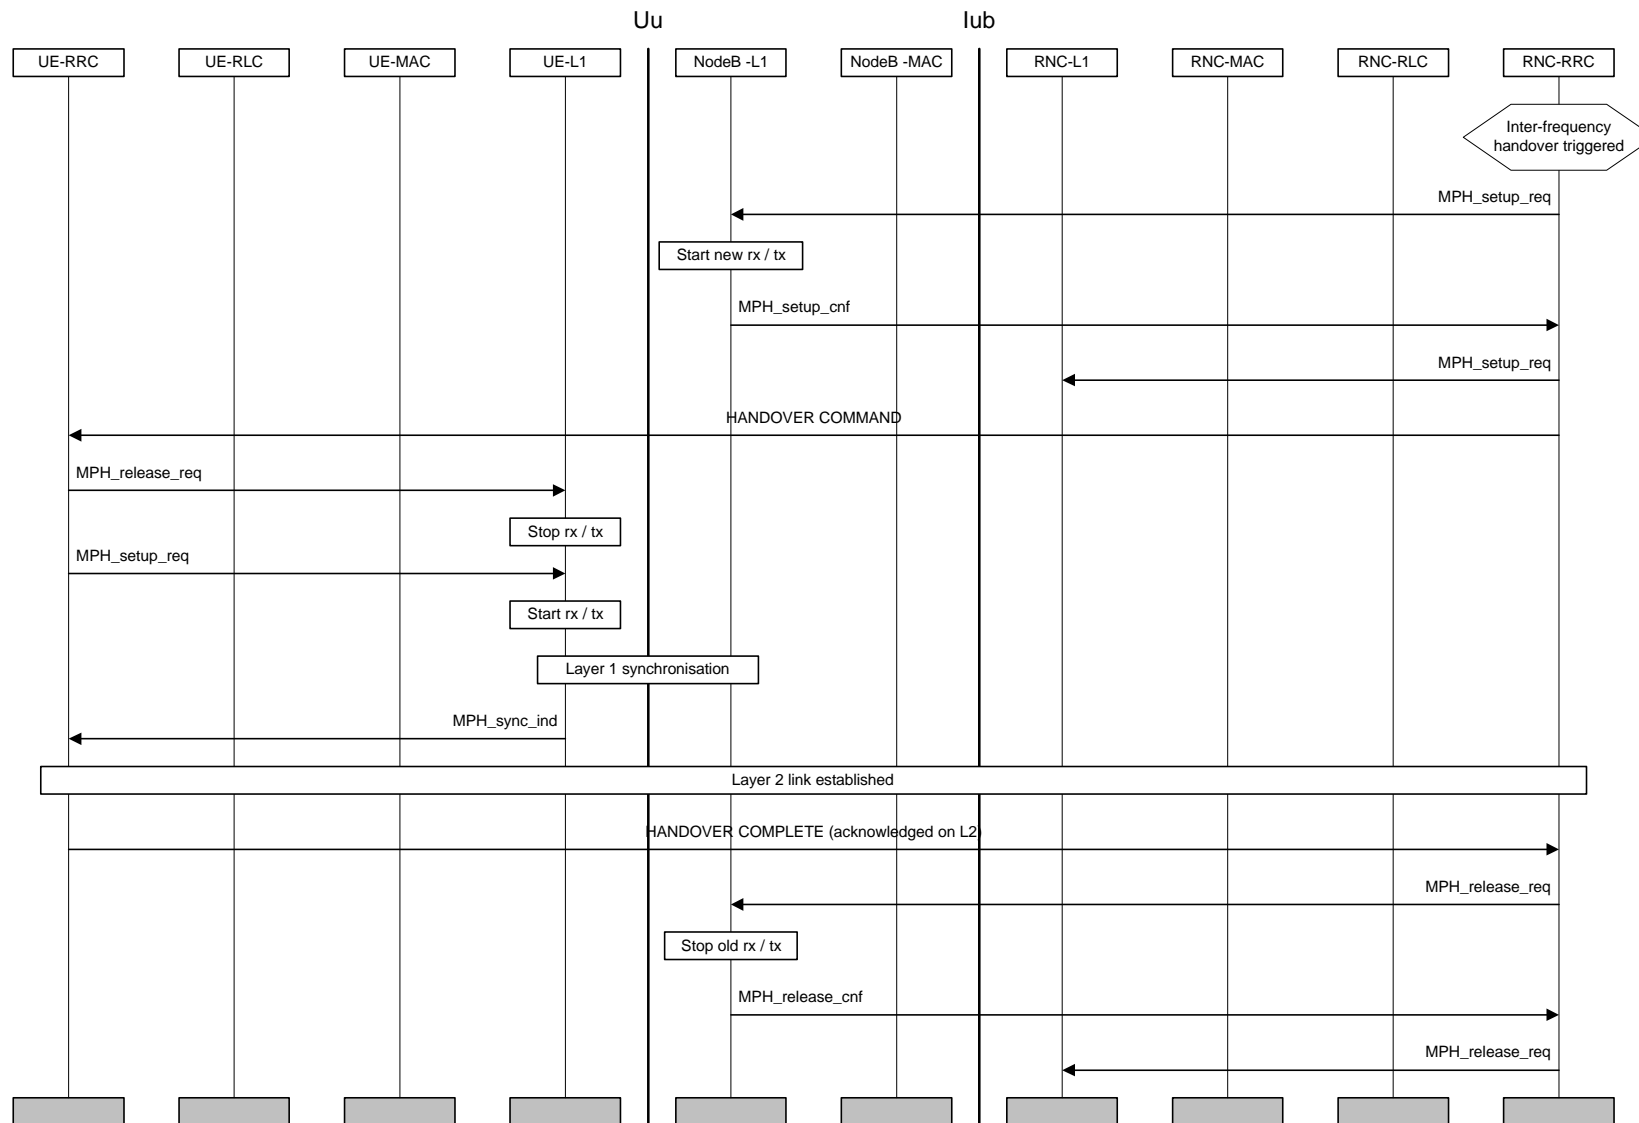 Uu
Iub
UE-RRC
UE-RLC
UE-MAC
UE-L1
NodeB -L1
NodeB -MAC
RNC-L1
RNC-MAC
RNC-RLC
RNC-RRC
Inter-frequency
handover triggered
MPH_setup_req
Start new rx / tx
MPH_setup_cnf
MPH_setup_req
HANDOVER COMMAND
MPH_release_req
Stop rx / tx
MPH_setup_req
Start rx / tx
Layer 1 synchronisation
MPH_sync_ind
Layer 2 link established
HANDOVER COMPLETE (acknowledged on L2)
MPH_release_req
Stop old rx / tx
MPH_release_cnf
MPH_release_req